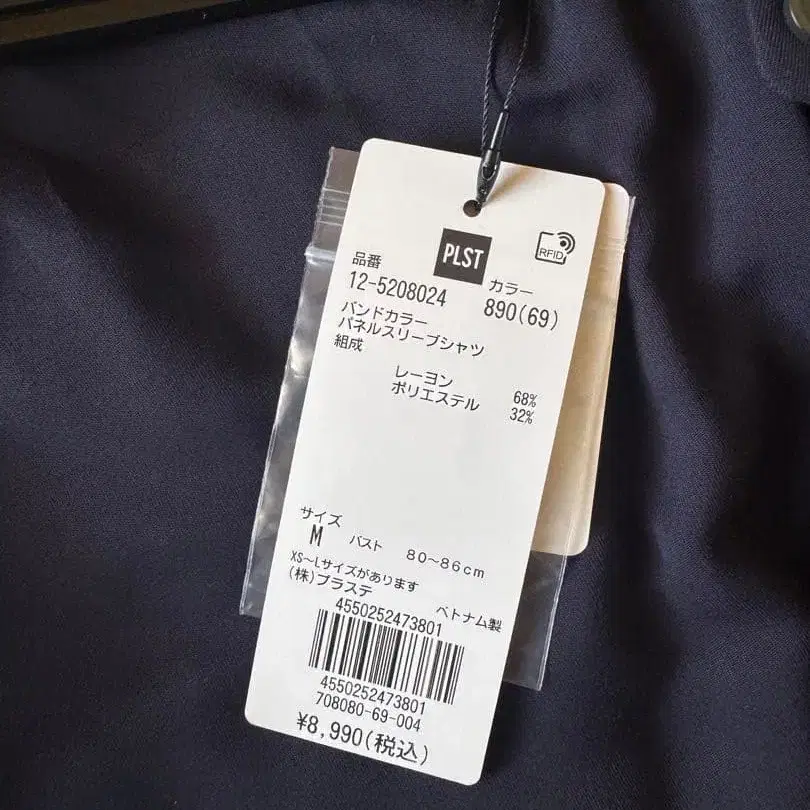 PLST
RFID
品番
12-5208024
カラー
890(69)
バンドカラー
パネルスリーブシャツ
組成
レーヨン 68%
ポリエステル 32%
サイズ
M バスト 80～86cm
XS～Lサイズがあります
(株)プラステ
ベトナム製
4550252473801
4550252473801
708080-69-004
¥8,990(税込)